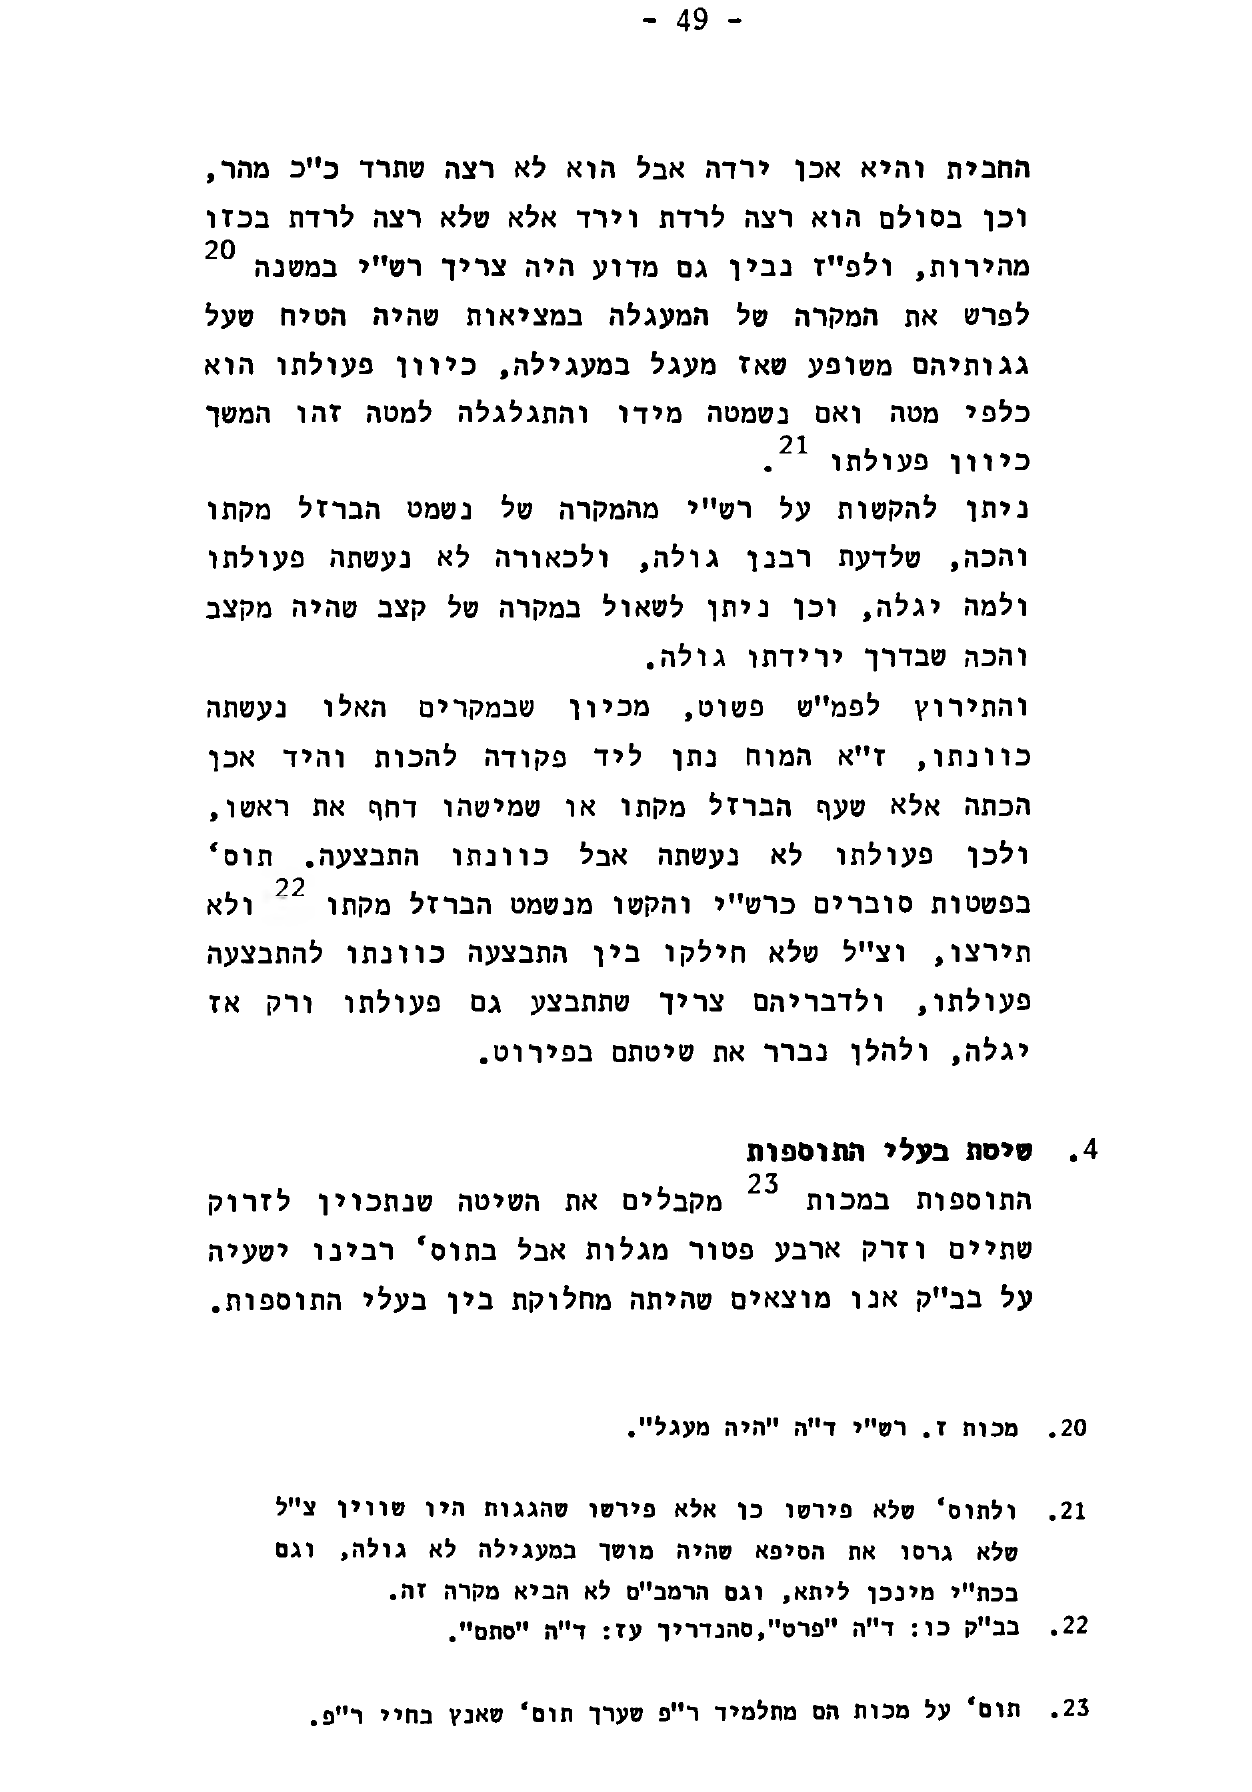 - 49 -
החבית והיא אכן ירדה אבל הוא לא רצה שתרד כ"כ מהר,
וכן בסולם הוא רצה לרדת וירד אלא שלא רצה לרדת בכזו
מהירות, ולפ"ז נבין גם מדוע היה צריך רש"י במשנה 20
לפרש את המקרה של המעגלה במציאות שהיה הטיח שעל
גגותיהם משופע שאז מעגל במעגילה, כיוון פעולתו הוא
כלפי מטה ואם נשמטה מידו והתגלגלה למטה זהו המשך
כיוון פעולתו 21.
ניתן להקשות על רש"י מהמקרה של נשמט הברזל מקתו
והכה, שלדעת רבנן גולה, ולכאורה לא נעשתה פעולתו
ולמה יגלה, וכן ניתן לשאול במקרה של קצב שהיה מקצב
והכה שבדרך ירידתו גולה.
והתירוץ לפמ"ש פשוט, מכיון שבמקרים האלו נעשתה
כוונתו, ז"א המוח נתן ליד פקודה להכות והיד אכן
הכתה אלא שעף הברזל מקתו או שמישהו דחף את ראשו,
ולכן פעולתו לא נעשתה אבל כוונתו התבצעה. תוס'
בפשטות סוברים כרש"י והקשו מנשמט הברזל מקתו 22 ולא
תירצו, וצ"ל שלא חילקו בין התבצעה כוונתו להתבצעה
פעולתו, ולדבריהם צריך שתתבצע גם פעולתו ורק אז
יגלה, ולהלן נברר את שיטתם בפירוט.
4. שיטת בעלי התוספות
התוספות במכות 23 מקבלים את השיטה שנתכוין לזרוק
שתיים וזרק ארבע פטור מגלות אבל בתוס' רבינו ישעיה
על בב"ק אנו מוצאים שהיתה מחלוקת בין בעלי התוספות.
20. מכות ז. רש"י ד"ה "היה מעגל".
21. ולתוס' שלא פירשו כן אלא פירשו שהגגות היו שווין צ"ל
שלא גרסו את הסיפא שהיה מושך במעגילה לא גולה, וגם
בכת"י מינכן ליתא, וגם הרמב"ם לא הביא מקרה זה.
22. בב"ק כו: ד"ה "פרט",סהנדריך עז: ד"ה "סתם".
23. תוס' על מכות הם מתלמיד ר"פ שערך תוס' שאנץ בחיי ר"פ.